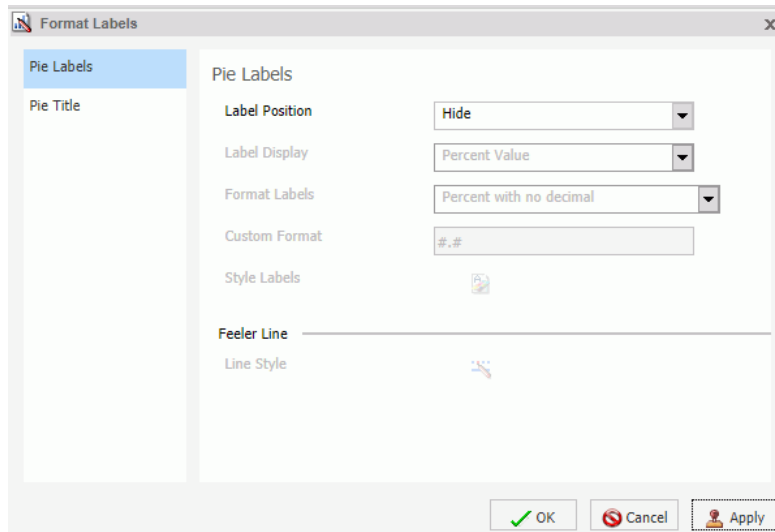 Format Labels
x
Pie Labels
Pie Title
Pie Labels
Label Position Hide
Label Display Percent Value
Format Labels Percent with no decimal
Custom Format #.#
Style Labels
Feeler Line
Line Style
OK Cancel Apply